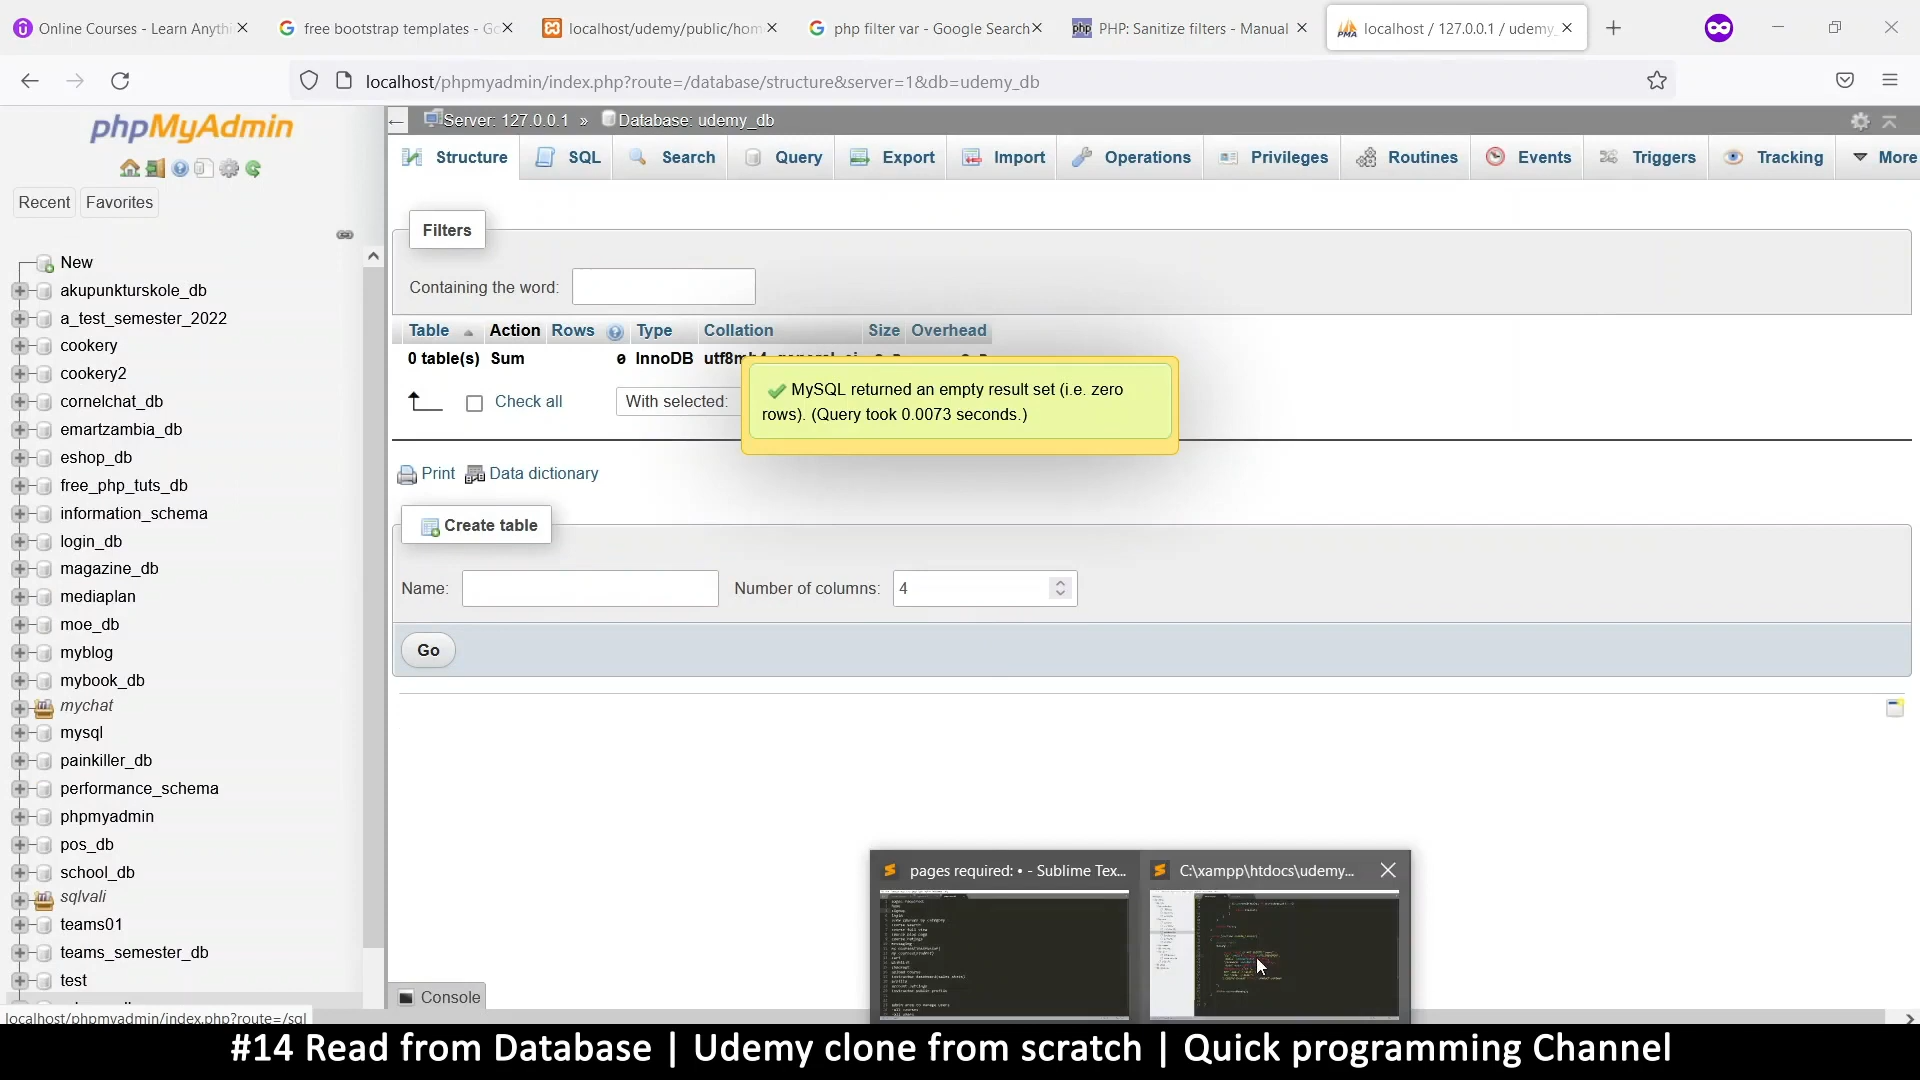 Online Courses - Learn Anythi
free bootstrap templates - Go
localhost/udemy/public/hom
php filter var - Google Search
PHP: Sanitize filters - Manual
localhost / 127.0.0.1 / udemy_
localhost/phpmyadmin/index.php?route=/database/structure&server=1&db=udemy_db
phpMyAdmin
Recent Favorites
New
akupunkturskole_db
a_test_semester_2022
cookery
cookery2
cornelchat_db
emartzambia_db
eshop_db
free_php_tuts_db
information_schema
login_db
magazine_db
mediaplan
moe_db
myblog
mybook_db
mychat
mysql
painkiller_db
performance_schema
phpmyadmin
pos_db
school_db
sqlvali
teams01
teams_semester_db
test
localhost/phpmyadmin/index.php?route=/sql
Server: 127.0.0.1 » Database: udemy_db
Structure SQL Search Query Export Import Operations Privileges Routines Events Triggers Tracking More
Filters
Containing the word:
Table Action Rows Type Collation Size Overhead
0 table(s) Sum 0 InnoDB
Check all With selected:
MySQL returned an empty result set (i.e. zero
rows). (Query took 0.0073 seconds.)
Print Data dictionary
Create table
Name: Number of columns: 4
Go
pages required: • - Sublime Tex...
C:\xampp\htdocs\udemy...
Console
#14 Read from Database | Udemy clone from scratch | Quick programming Channel